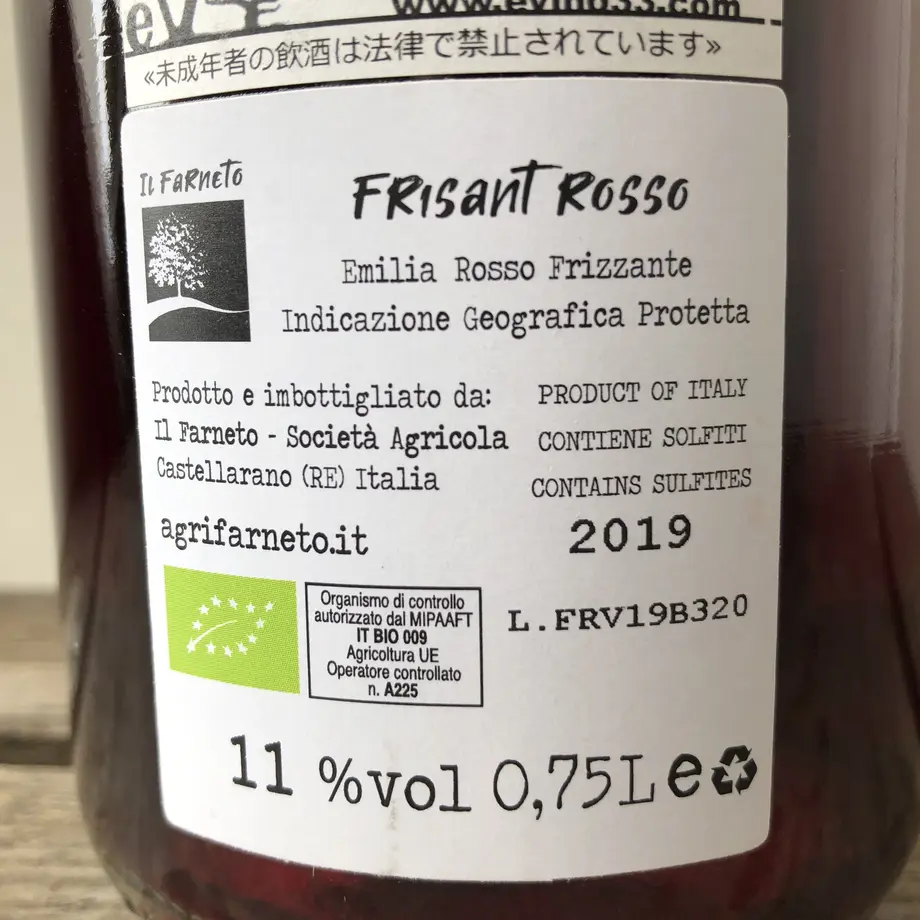 www.evino33.com
«未成年者の飲酒は法律で禁止されています»
Il Farneto
Frisant Rosso
Emilia Rosso Frizzante
Indicazione Geografica Protetta
Prodotto e imbottigliato da:
Il Farneto - Società Agricola
Castellarano (RE) Italia
agrifarneto.it
PRODUCT OF ITALY
CONTIENE SOLFITI
CONTAINS SULFITES
2019
L.FRV19B320
Organismo di controllo
autorizzato dal MIPAAFT
IT BIO 009
Agricoltura UE
Operatore controllato
n. A225
11 %vol 0,75L e